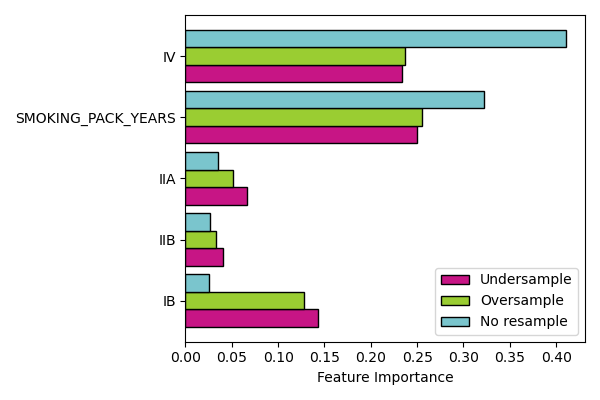 IV
SMOKING_PACK_YEARS
IIA
IIB
IB
Undersample
Oversample
No resample
0.00 0.05 0.10 0.15 0.20 0.25 0.30 0.35 0.40
Feature Importance